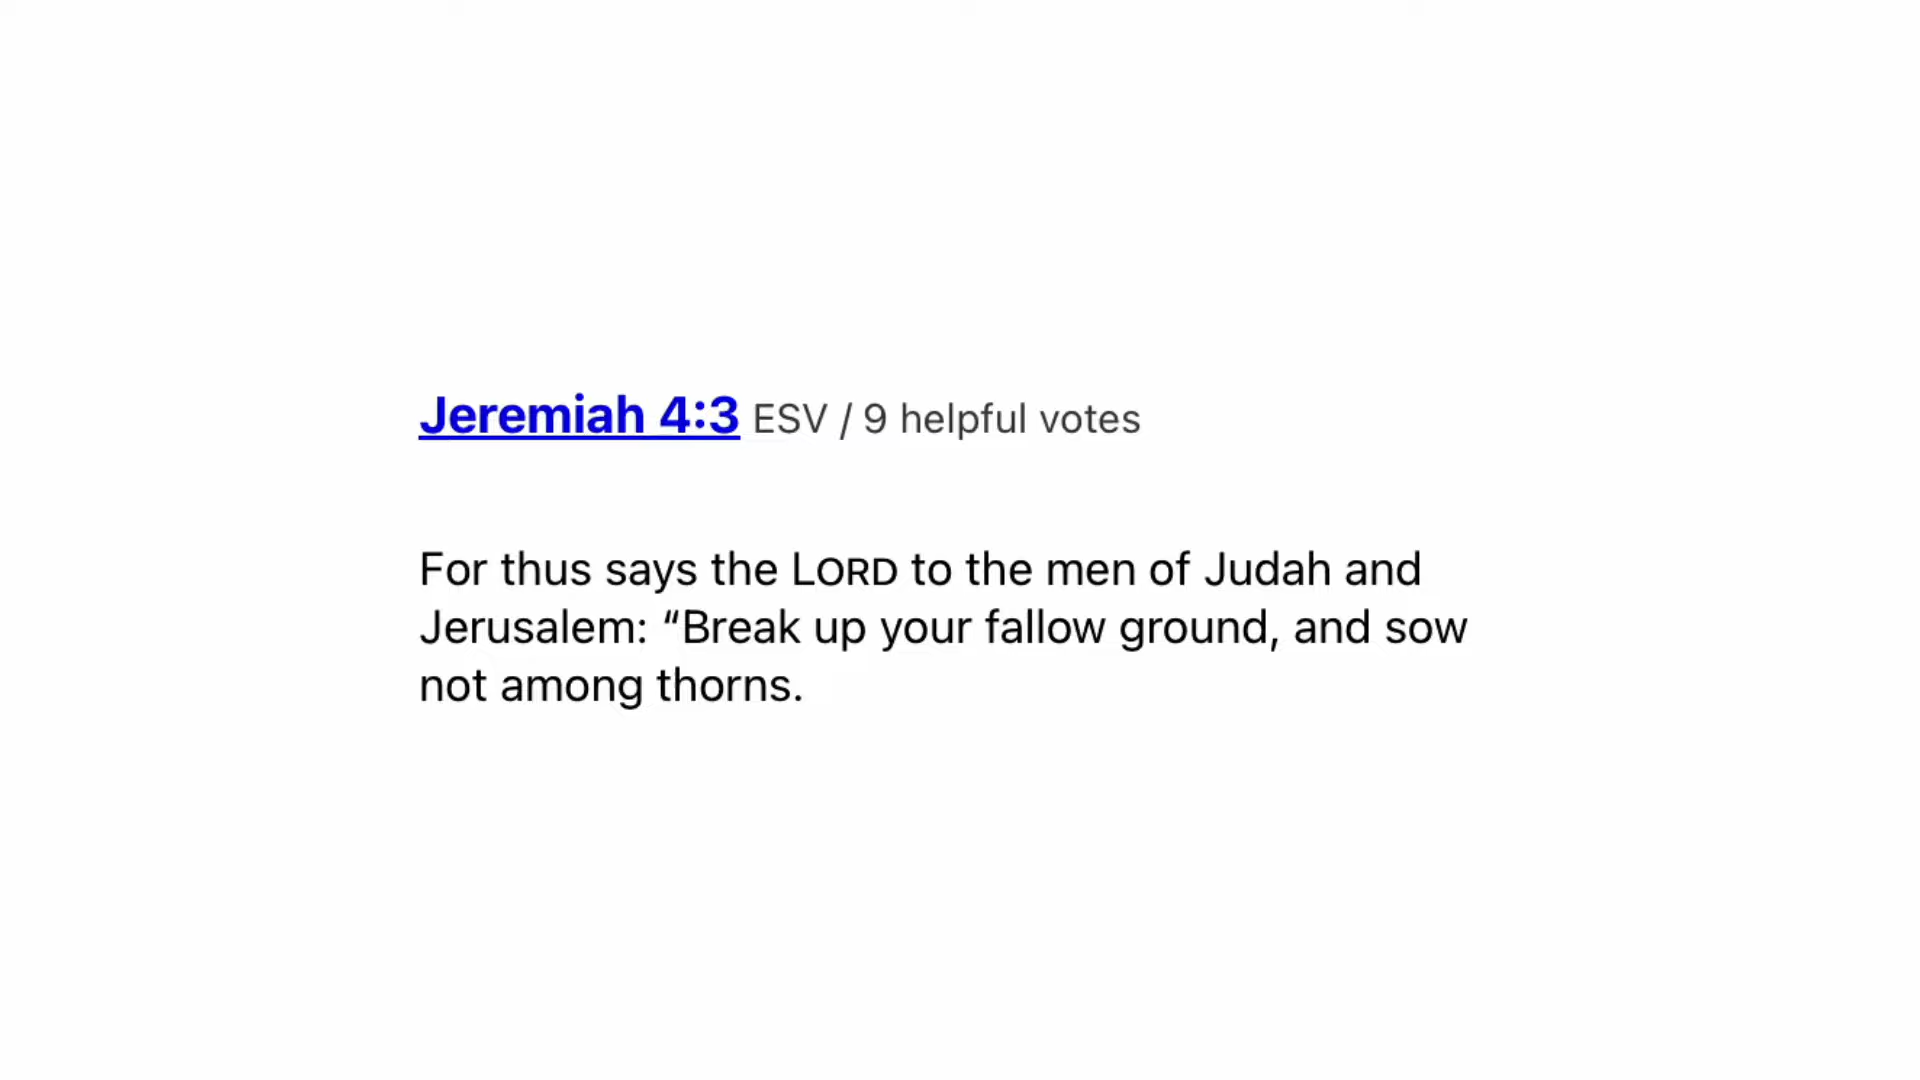 Jeremiah 4:3 ESV / 9 helpful votes
For thus says the LORD to the men of Judah and
Jerusalem: “Break up your fallow ground, and sow
not among thorns.